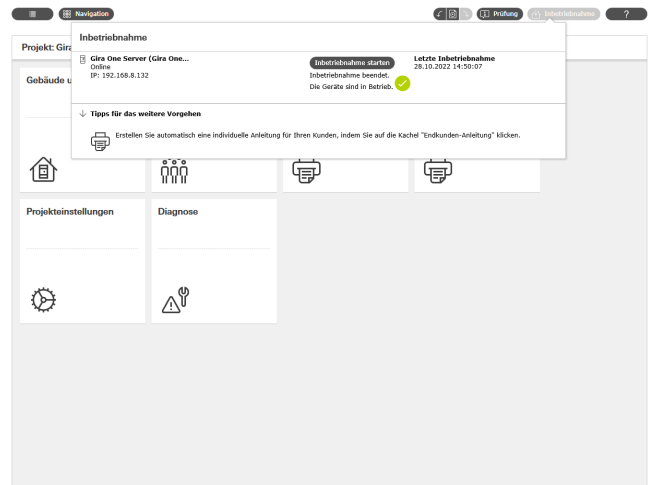 Navigation
Prüfung
Inbetriebnahme
?
Inbetriebnahme
Projekt: Gira
Gira One Server (Gira One...
Online
IP: 192.168.8.132
Inbetriebnahme starten
Inbetriebnahme beendet.
Die Geräte sind in Betrieb.
Letzte Inbetriebnahme
28.10.2022 14:50:07
Gebäude u
Tipps für das weitere Vorgehen
Erstellen Sie automatisch eine individuelle Anleitung für Ihren Kunden, indem Sie auf die Kachel "Endkunden-Anleitung" klicken.
Projekteinstellungen
Diagnose